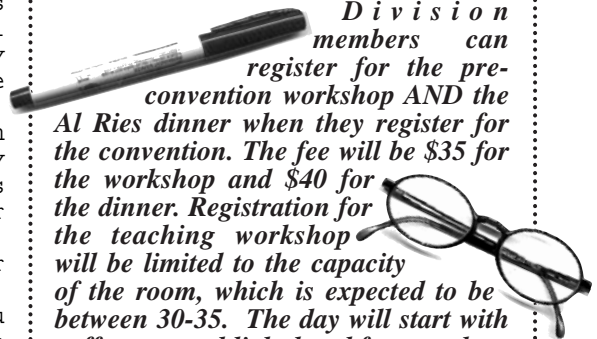 Division
members can
register for the pre-
convention workshop AND the
Al Ries dinner when they register for
the convention. The fee will be $35 for
the workshop and $40 for
the dinner. Registration for
the teaching workshop
will be limited to the capacity
of the room, which is expected to be
between 30-35. The day will start with